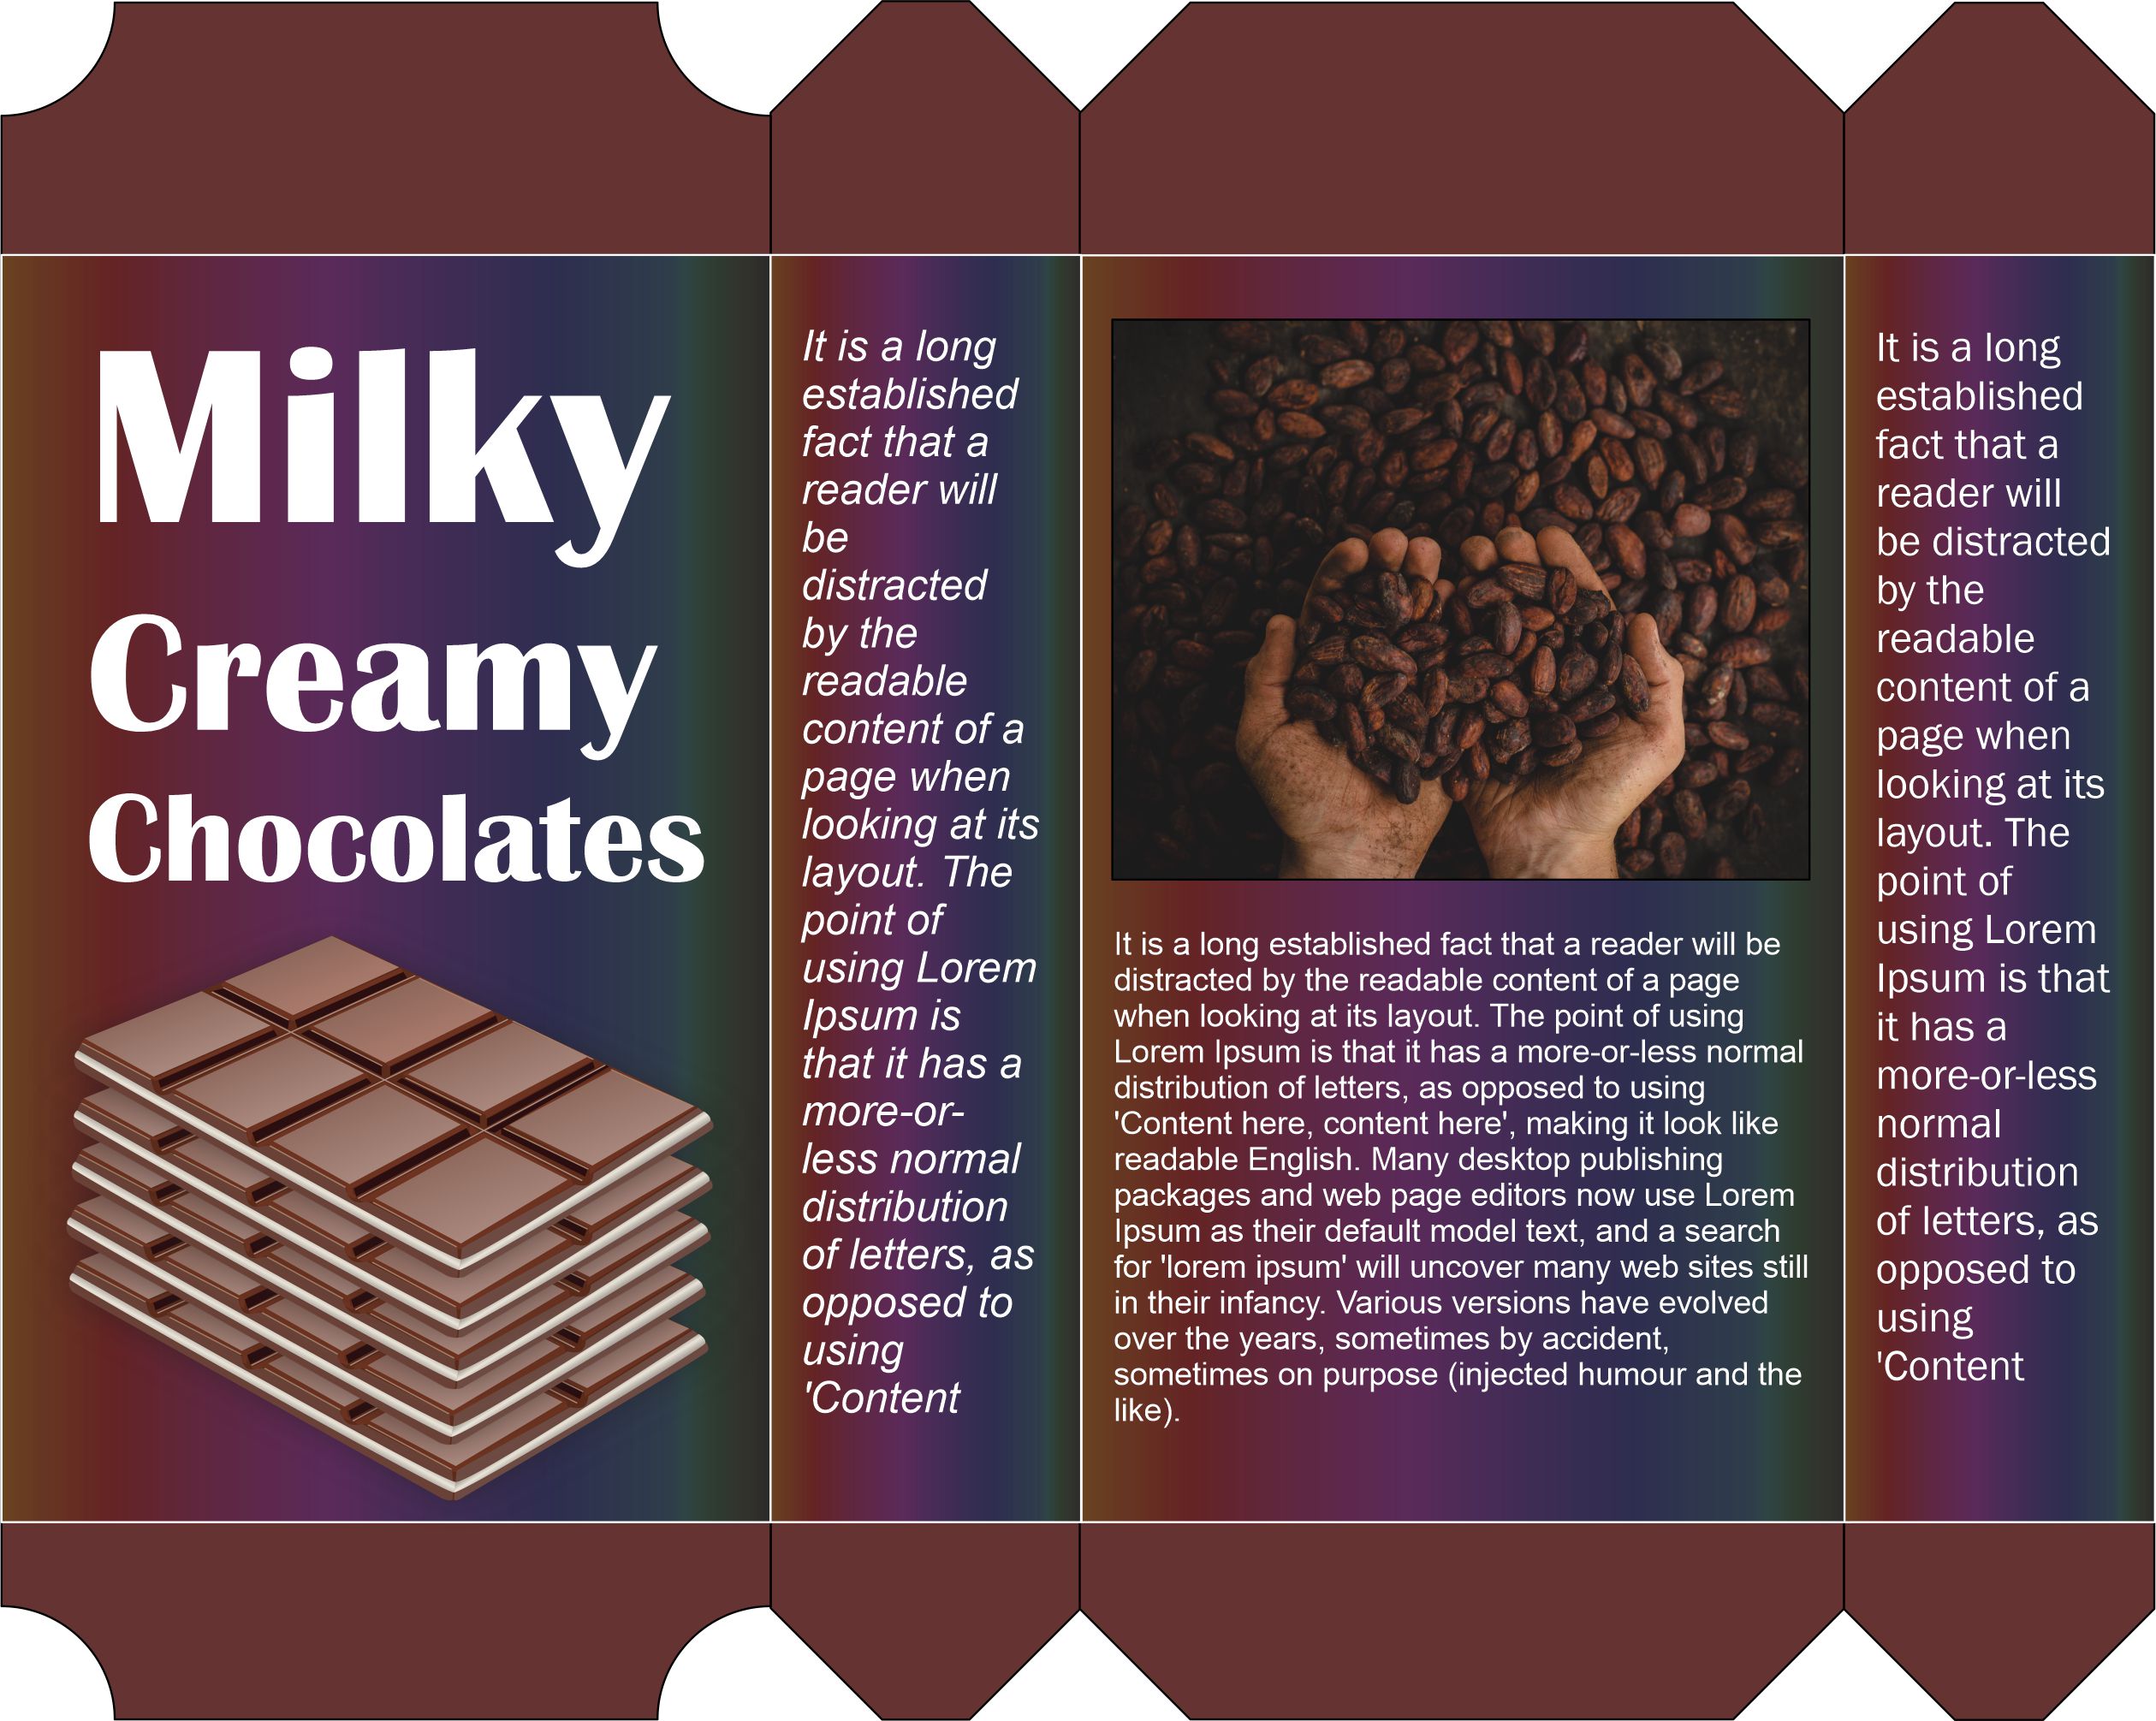 Milky
Creamy
Chocolates
It is a long
established
fact that a
reader will
be
distracted
by the
readable
content of a
page when
looking at its
layout. The
point of
using Lorem
Ipsum is
that it has a
more-or-
less normal
distribution
of letters, as
opposed to
using
'Content
It is a long established fact that a reader will be
distracted by the readable content of a page
when looking at its layout. The point of using
Lorem Ipsum is that it has a more-or-less normal
distribution of letters, as opposed to using
'Content here, content here', making it look like
readable English. Many desktop publishing
packages and web page editors now use Lorem
Ipsum as their default model text, and a search
for 'lorem ipsum' will uncover many web sites still
in their infancy. Various versions have evolved
over the years, sometimes by accident,
sometimes on purpose (injected humour and the
like).
It is a long
established
fact that a
reader will
be distracted
by the
readable
content of a
page when
looking at its
layout. The
point of
using Lorem
Ipsum is that
it has a
more-or-less
normal
distribution
of letters, as
opposed to
using
'Content